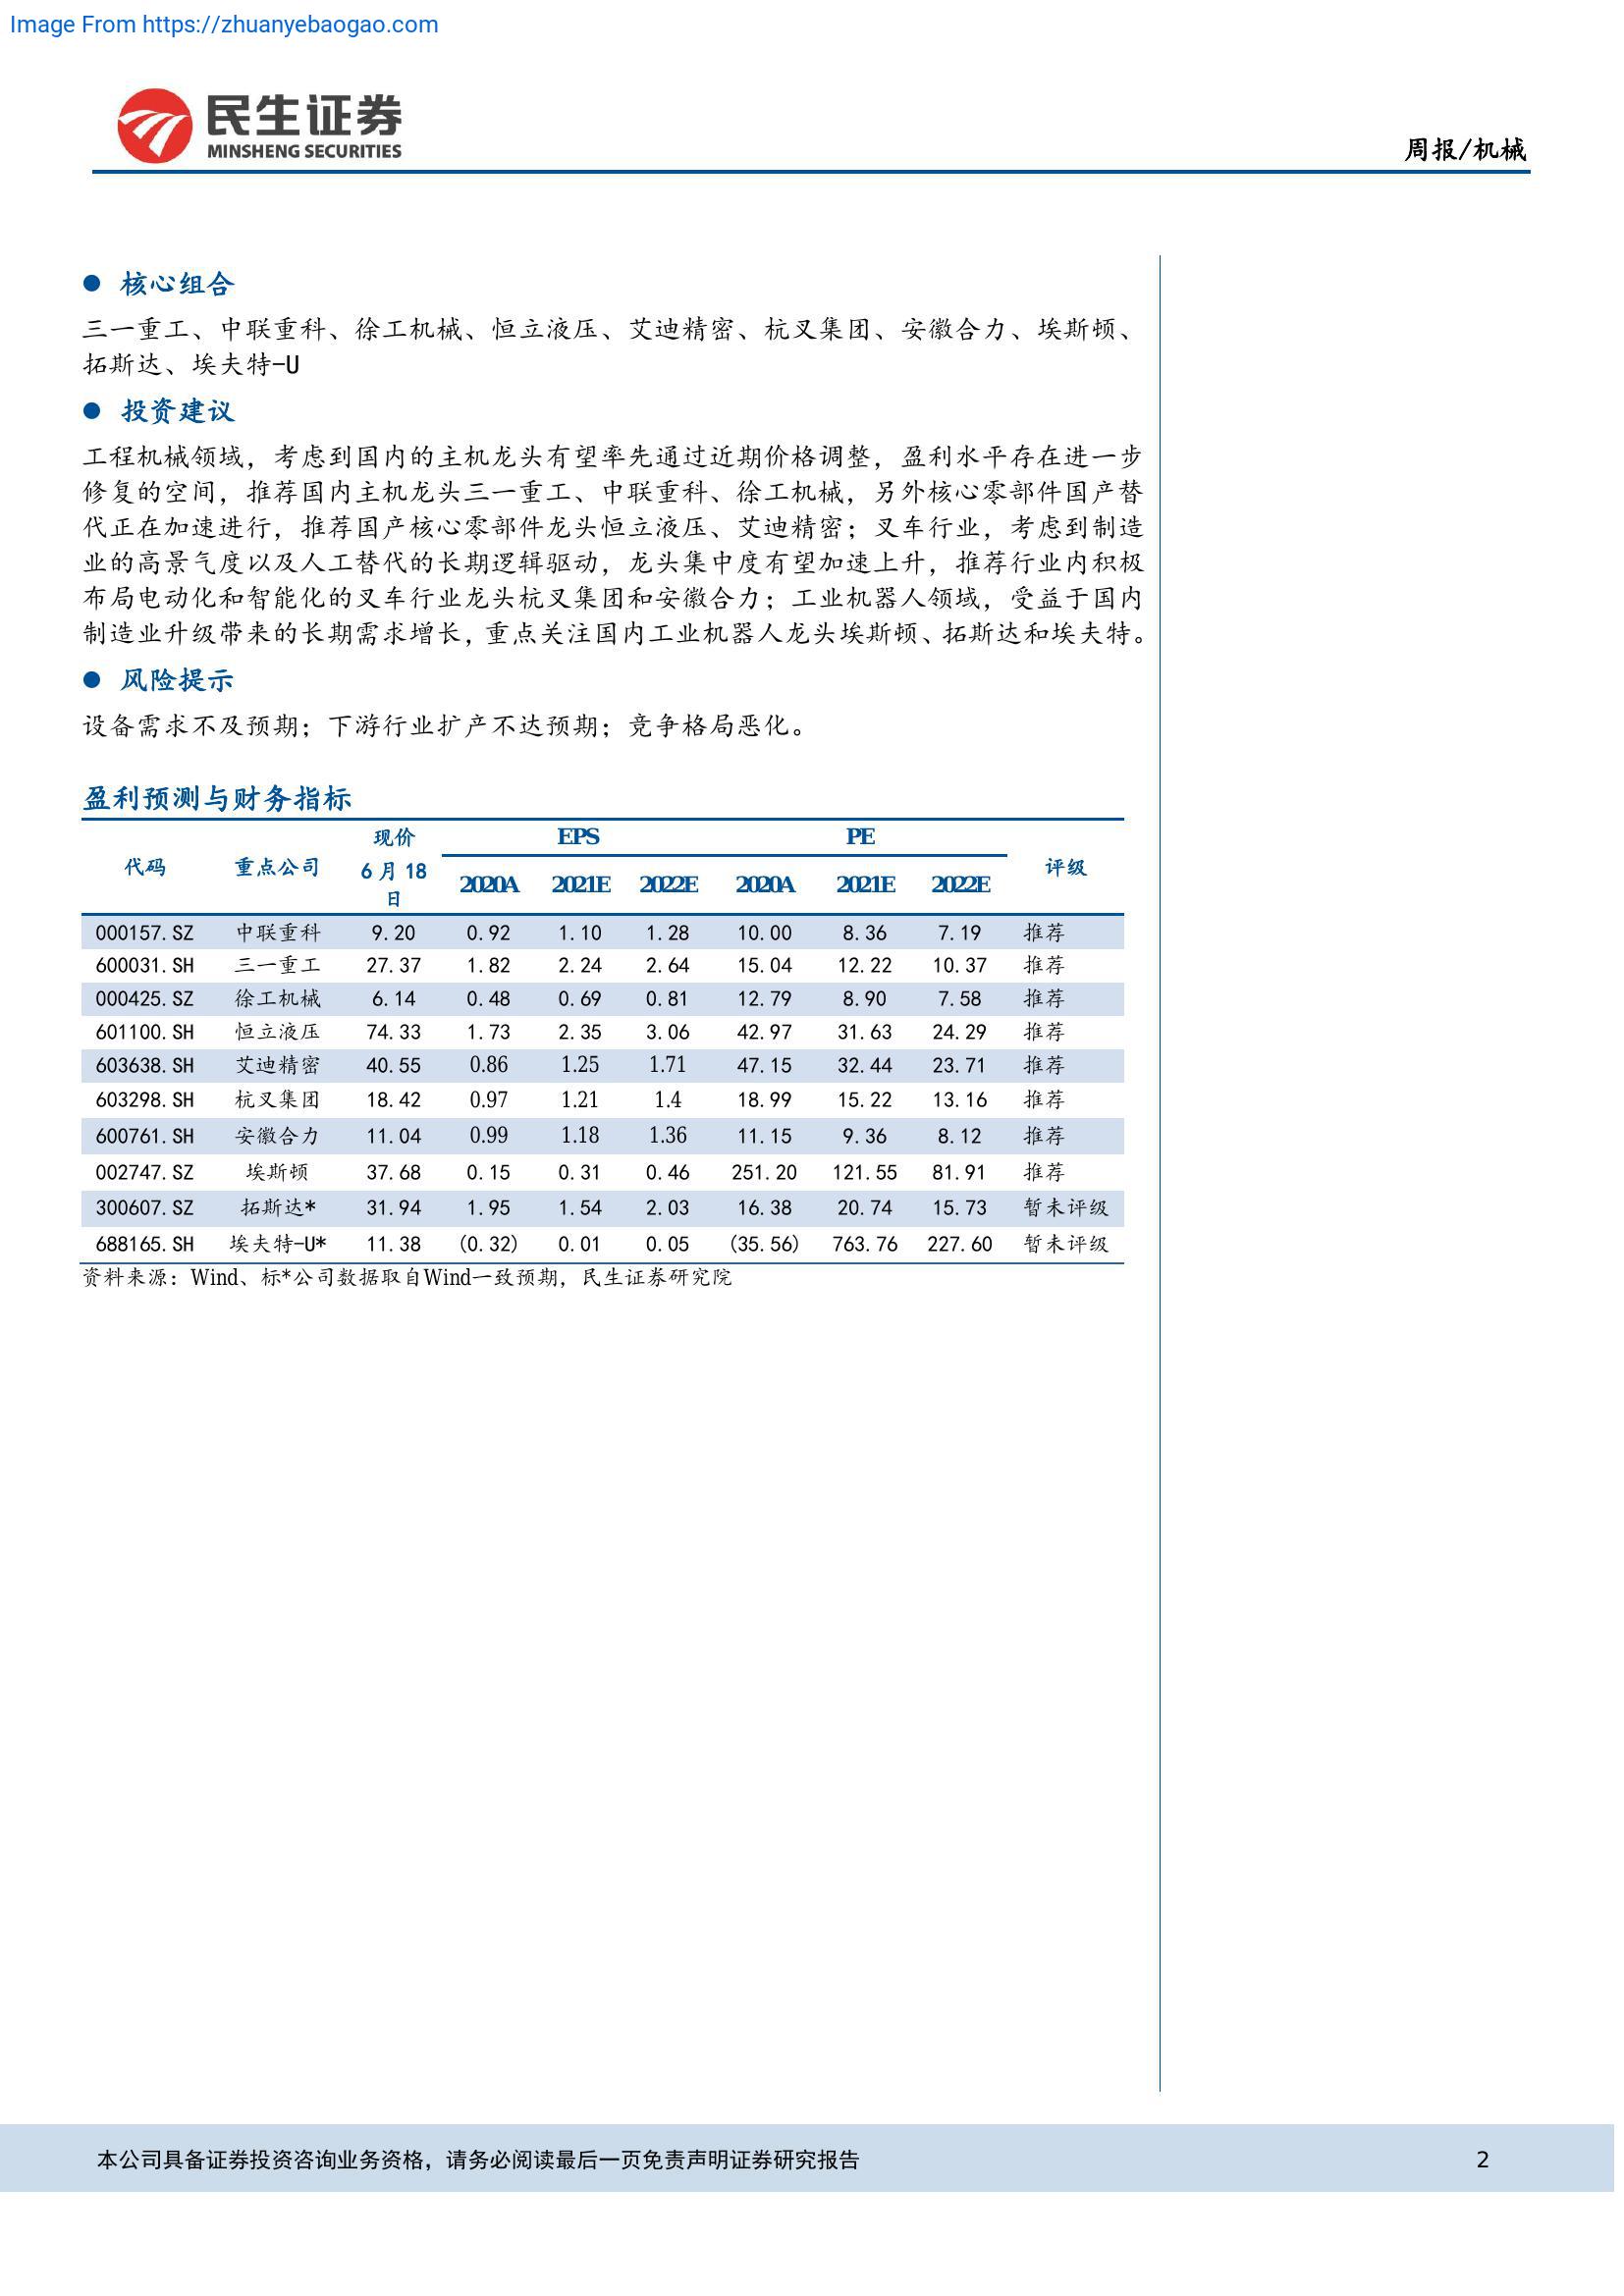 Image From https://zhuanyebaogao.com
民生证券
MINSHENG SECURITIES
周报/机械
● 核心组合
三一重工、中联重科、徐工机械、恒立液压、艾迪精密、杭叉集团、安徽合力、埃斯顿、
拓斯达、埃夫特-U
● 投资建议
工程机械领域，考虑到国内的主机龙头有望率先通过近期价格调整，盈利水平存在进一步
修复的空间，推荐国内主机龙头三一重工、中联重科、徐工机械，另外核心零部件国产替
代正在加速进行，推荐国产核心零部件龙头恒立液压、艾迪精密；叉车行业，考虑到制造
业的高景气度以及人工替代的长期逻辑驱动，龙头集中度有望加速上升，推荐行业内积极
布局电动化和智能化的叉车行业龙头杭叉集团和安徽合力；工业机器人领域，受益于国内
制造业升级带来的长期需求增长，重点关注国内工业机器人龙头埃斯顿、拓斯达和埃夫特。
● 风险提示
设备需求不及预期；下游行业扩产不达预期；竞争格局恶化。
盈利预测与财务指标
代码 重点公司 现价 EPS PE 评级
6 月 18
日 2020A 2021E 2022E 2020A 2021E 2022E
000157.SZ 中联重科 9.20 0.92 1.10 1.28 10.00 8.36 7.19 推荐
600031.SH 三一重工 27.37 1.82 2.24 2.64 15.04 12.22 10.37 推荐
000425.SZ 徐工机械 6.14 0.48 0.69 0.81 12.79 8.90 7.58 推荐
601100.SH 恒立液压 74.33 1.73 2.35 3.06 42.97 31.63 24.29 推荐
603638.SH 艾迪精密 40.55 0.86 1.25 1.71 47.15 32.44 23.71 推荐
603298.SH 杭叉集团 18.42 0.97 1.21 1.4 18.99 15.22 13.16 推荐
600761.SH 安徽合力 11.04 0.99 1.18 1.36 11.15 9.36 8.12 推荐
002747.SZ 埃斯顿 37.68 0.15 0.31 0.46 251.20 121.55 81.91 推荐
300607.SZ 拓斯达* 31.94 1.95 1.54 2.03 16.38 20.74 15.73 暂未评级
688165.SH 埃夫特-U* 11.38 (0.32) 0.01 0.05 (35.56) 763.76 227.60 暂未评级
资料来源：Wind、标*公司数据取自Wind一致预期，民生证券研究院
本公司具备证券投资咨询业务资格，请务必阅读最后一页免责声明证券研究报告 2